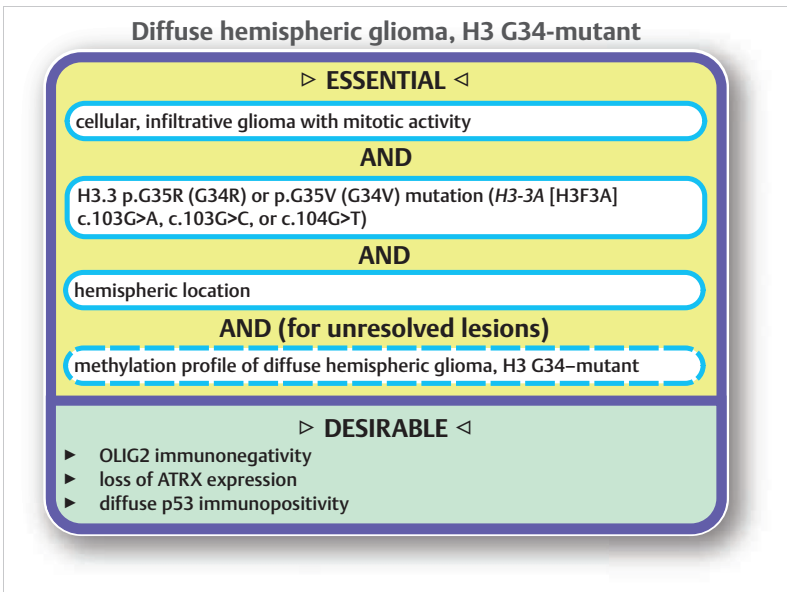 Diffuse hemispheric glioma, H3 G34-mutant
▷ ESSENTIAL ◁
cellular, infiltrative glioma with mitotic activity
AND
H3.3 p.G35R (G34R) or p.G35V (G34V) mutation (H3-3A [H3F3A]
c.103G>A, c.103G>C, or c.104G>T)
AND
hemispheric location
AND (for unresolved lesions)
methylation profile of diffuse hemispheric glioma, H3 G34–mutant
▷ DESIRABLE ◁
► OLIG2 immunonegativity
► loss of ATRX expression
► diffuse p53 immunopositivity